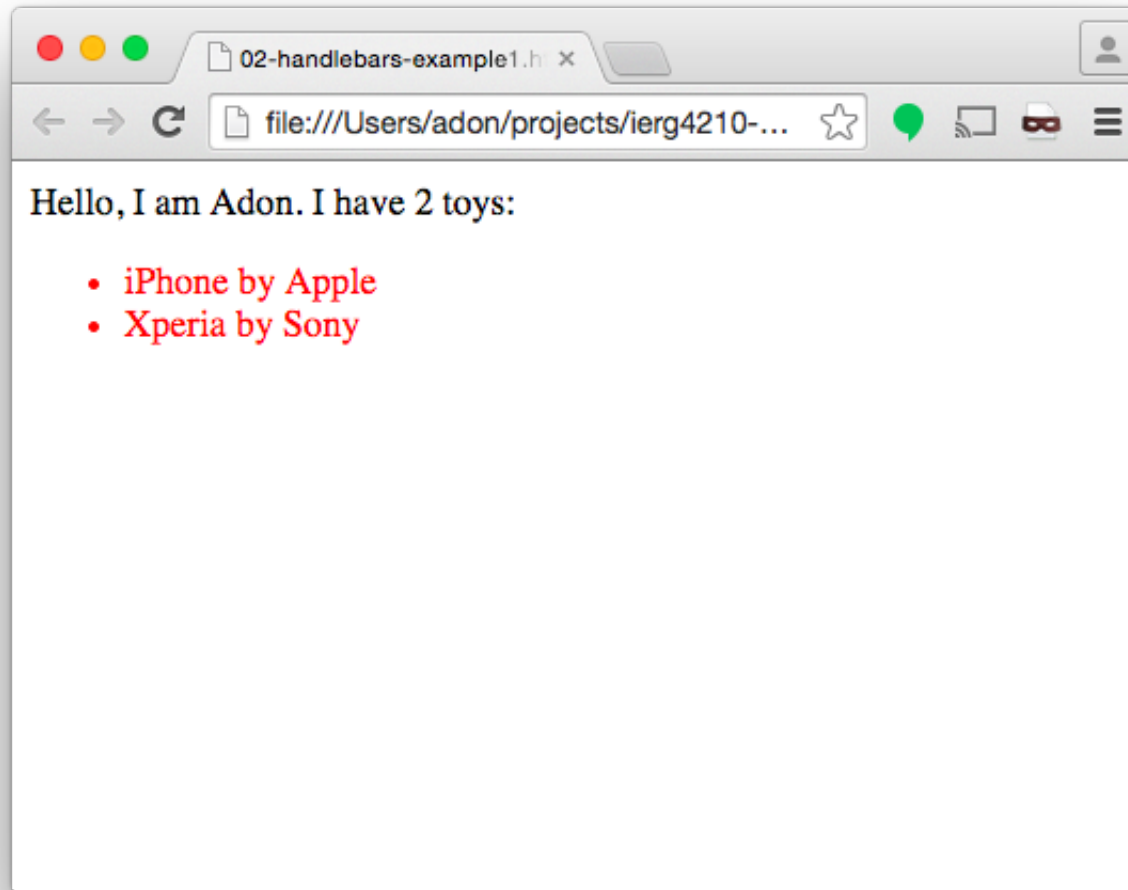 02-handlebars-example1.h
file:///Users/adon/projects/ierg4210-...
Hello, I am Adon. I have 2 toys:
• iPhone by Apple
• Xperia by Sony